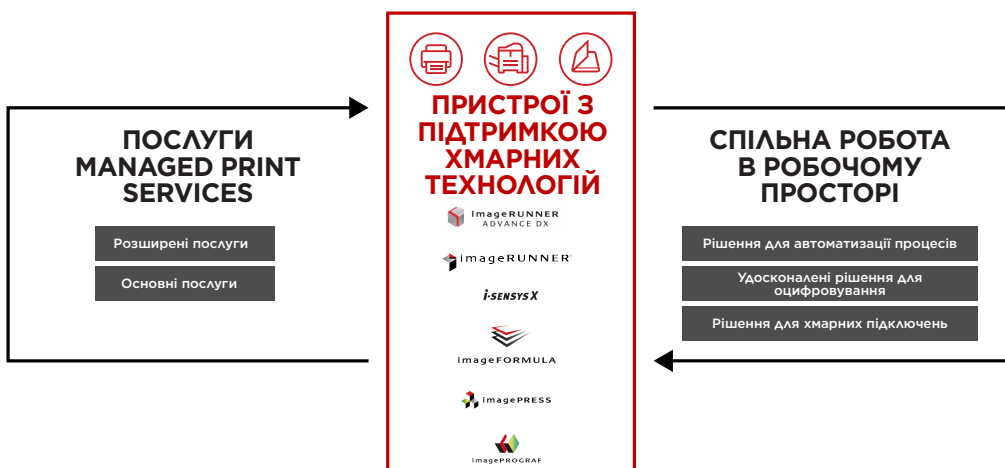 ПОСЛУГИ
MANAGED PRINT
SERVICES
Розширені послуги
Основні послуги
ПРИСТРОЇ З
ПІДТРИМКОЮ
ХМАРНИХ
ТЕХНОЛОГІЙ
imageRUNNER
ADVANCE DX
imageRUNNER
i-SENSYS X
imageFORMULA
imagePRESS
imagePROGRAF
СПІЛЬНА РОБОТА
В РОБОЧОМУ
ПРОСТОРІ
Рішення для автоматизації процесів
Удосконалені рішення для
оцифровування
Рішення для хмарних підключень